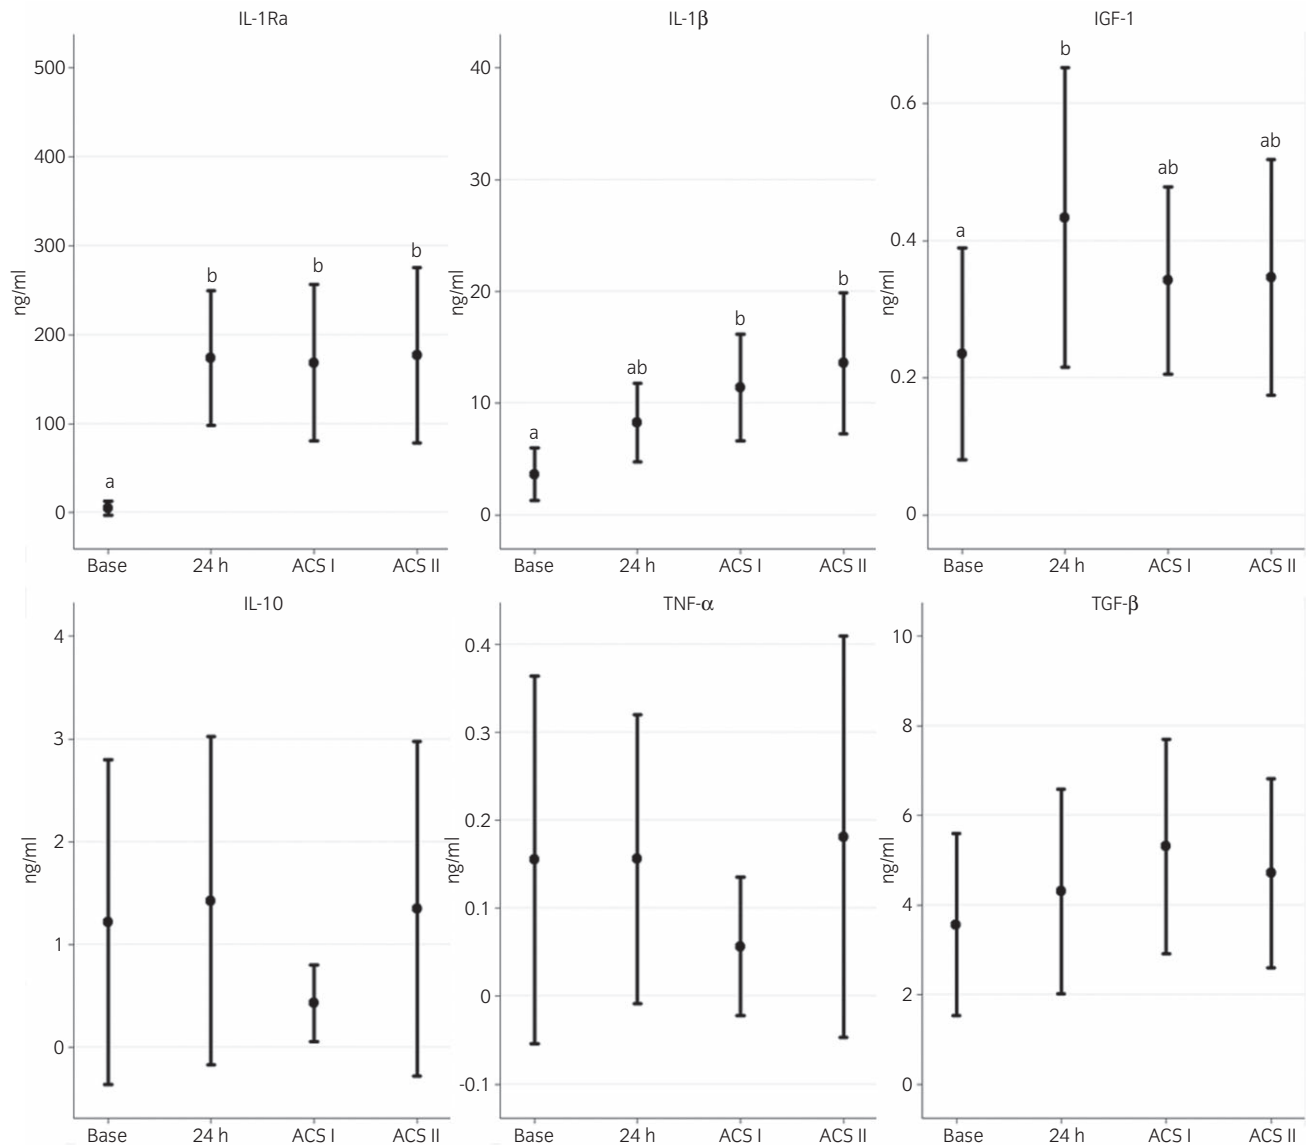 IL-1Ra
500
400
300
200
100
0
ng/ml
a
b
b
b
Base 24 h ACS I ACS II
IL-1β
40
30
20
10
0
ng/ml
a
ab
b
b
Base 24 h ACS I ACS II
IGF-1
0.6
0.4
0.2
0
ng/ml
a
b
ab
ab
Base 24 h ACS I ACS II
IL-10
4
3
2
1
0
ng/ml
Base 24 h ACS I ACS II
TNF-α
0.4
0.3
0.2
0.1
0
-0.1
ng/ml
Base 24 h ACS I ACS II
TGF-β
10
8
6
4
2
0
ng/ml
Base 24 h ACS I ACS II